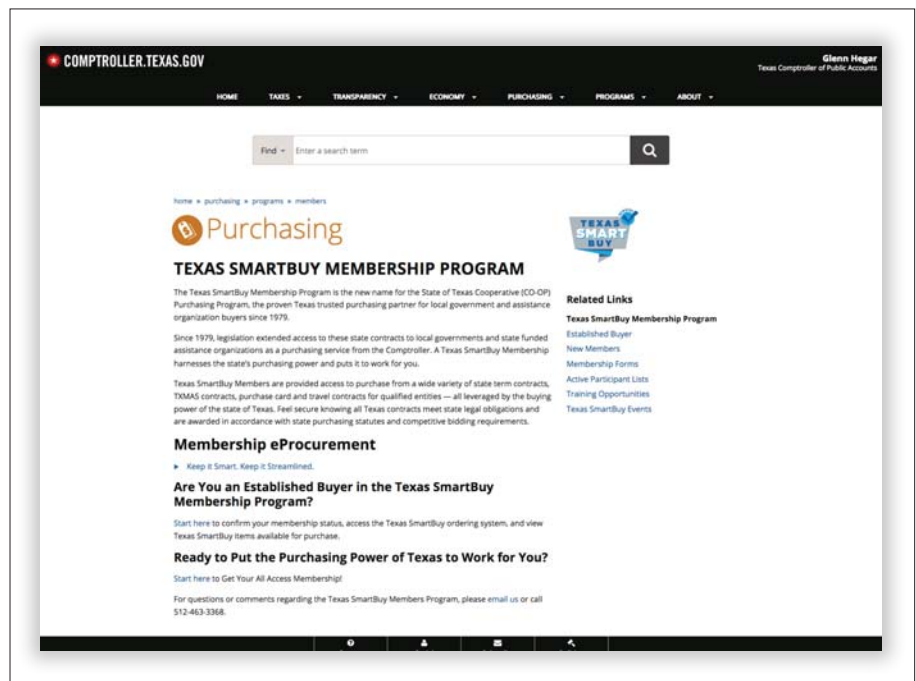 COMPTROLLER.TEXAS.GOV
Glenn Hegar
Texas Comptroller of Public Accounts
HOME TAXES TRANSPARENCY ECONOMY PURCHASING PROGRAMS ABOUT
Find Enter a search term
home » purchasing » programs » members
Purchasing
TEXAS SMARTBUY MEMBERSHIP PROGRAM
The Texas SmartBuy Membership Program is the new name for the State of Texas Cooperative (CO-OP)
Purchasing Program, the proven Texas trusted purchasing partner for local government and assistance
organization buyers since 1979.
Since 1979, legislation extended access to these state contracts to local governments and state funded
assistance organizations as a purchasing service from the Comptroller. A Texas SmartBuy Membership
harnesses the state's purchasing power and puts it to work for you.
Texas SmartBuy Members are provided access to purchase from a wide variety of state term contracts,
TXMAS contracts, purchase card and travel contracts for qualified entities — all leveraged by the buying
power of the state of Texas. Feel secure knowing all Texas contracts meet state legal obligations and
are awarded in accordance with state purchasing statutes and competitive bidding requirements.
Membership eProcurement
Keep it Smart. Keep it Streamlined.
Are You an Established Buyer in the Texas SmartBuy
Membership Program?
Start here to confirm your membership status, access the Texas SmartBuy ordering system, and view
Texas SmartBuy items available for purchase.
Ready to Put the Purchasing Power of Texas to Work for You?
Start here to Get Your All Access Membership!
For questions or comments regarding the Texas SmartBuy Members Program, please email us or call
512-463-3368.
TEXAS
SMART
BUY
Related Links
Texas SmartBuy Membership Program
Established Buyer
New Members
Membership Forms
Active Participant Lists
Training Opportunities
Texas SmartBuy Events